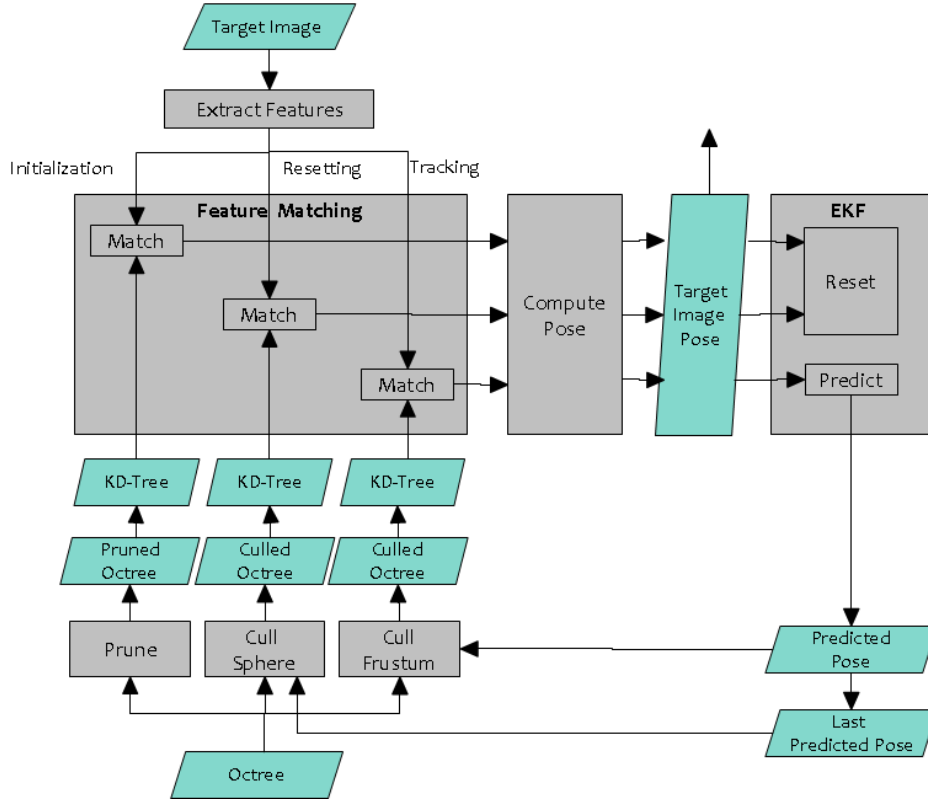 Target Image
Extract Features
Initialization
Resetting
Tracking
Feature Matching
EKF
Match
Match
Match
Compute
Pose
Target
Image
Pose
Reset
Predict
KD-Tree
KD-Tree
KD-Tree
Pruned
Octree
Culled
Octree
Culled
Octree
Prune
Cull
Sphere
Cull
Frustum
Predicted
Pose
Last
Predicted Pose
Octree